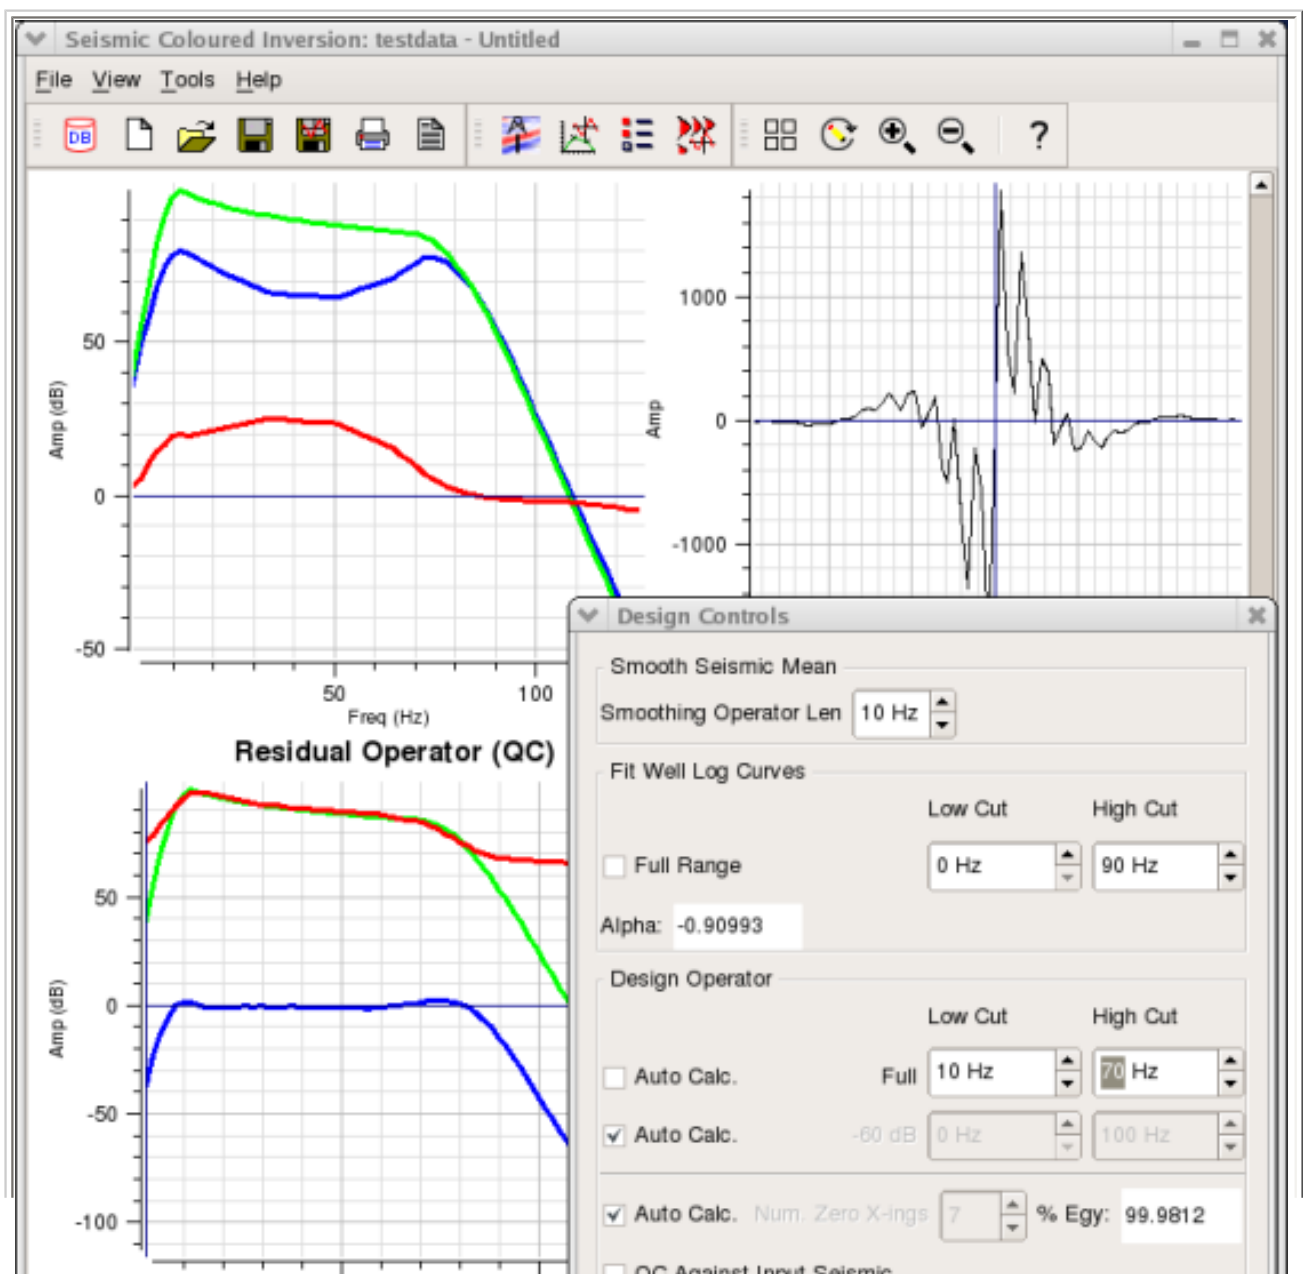 Seismic Coloured Inversion: testdata - Untitled
File View Tools Help
DB
?
50
0
-50
Amp (dB)
50
100
Freq (Hz)
1000
0
-1000
Amp
Residual Operator (QC)
50
0
-50
-100
Amp (dB)
Design Controls
Smooth Seismic Mean
Smoothing Operator Len 10 Hz
Fit Well Log Curves
Low Cut High Cut
Full Range 0 Hz 90 Hz
Alpha: -0.90993
Design Operator
Low Cut High Cut
Auto Calc. Full 10 Hz 70 Hz
Auto Calc. -60 dB 0 Hz 100 Hz
Auto Calc. Num. Zero X-ings 7 % Egy: 99.9812
QC Against Input Seismic